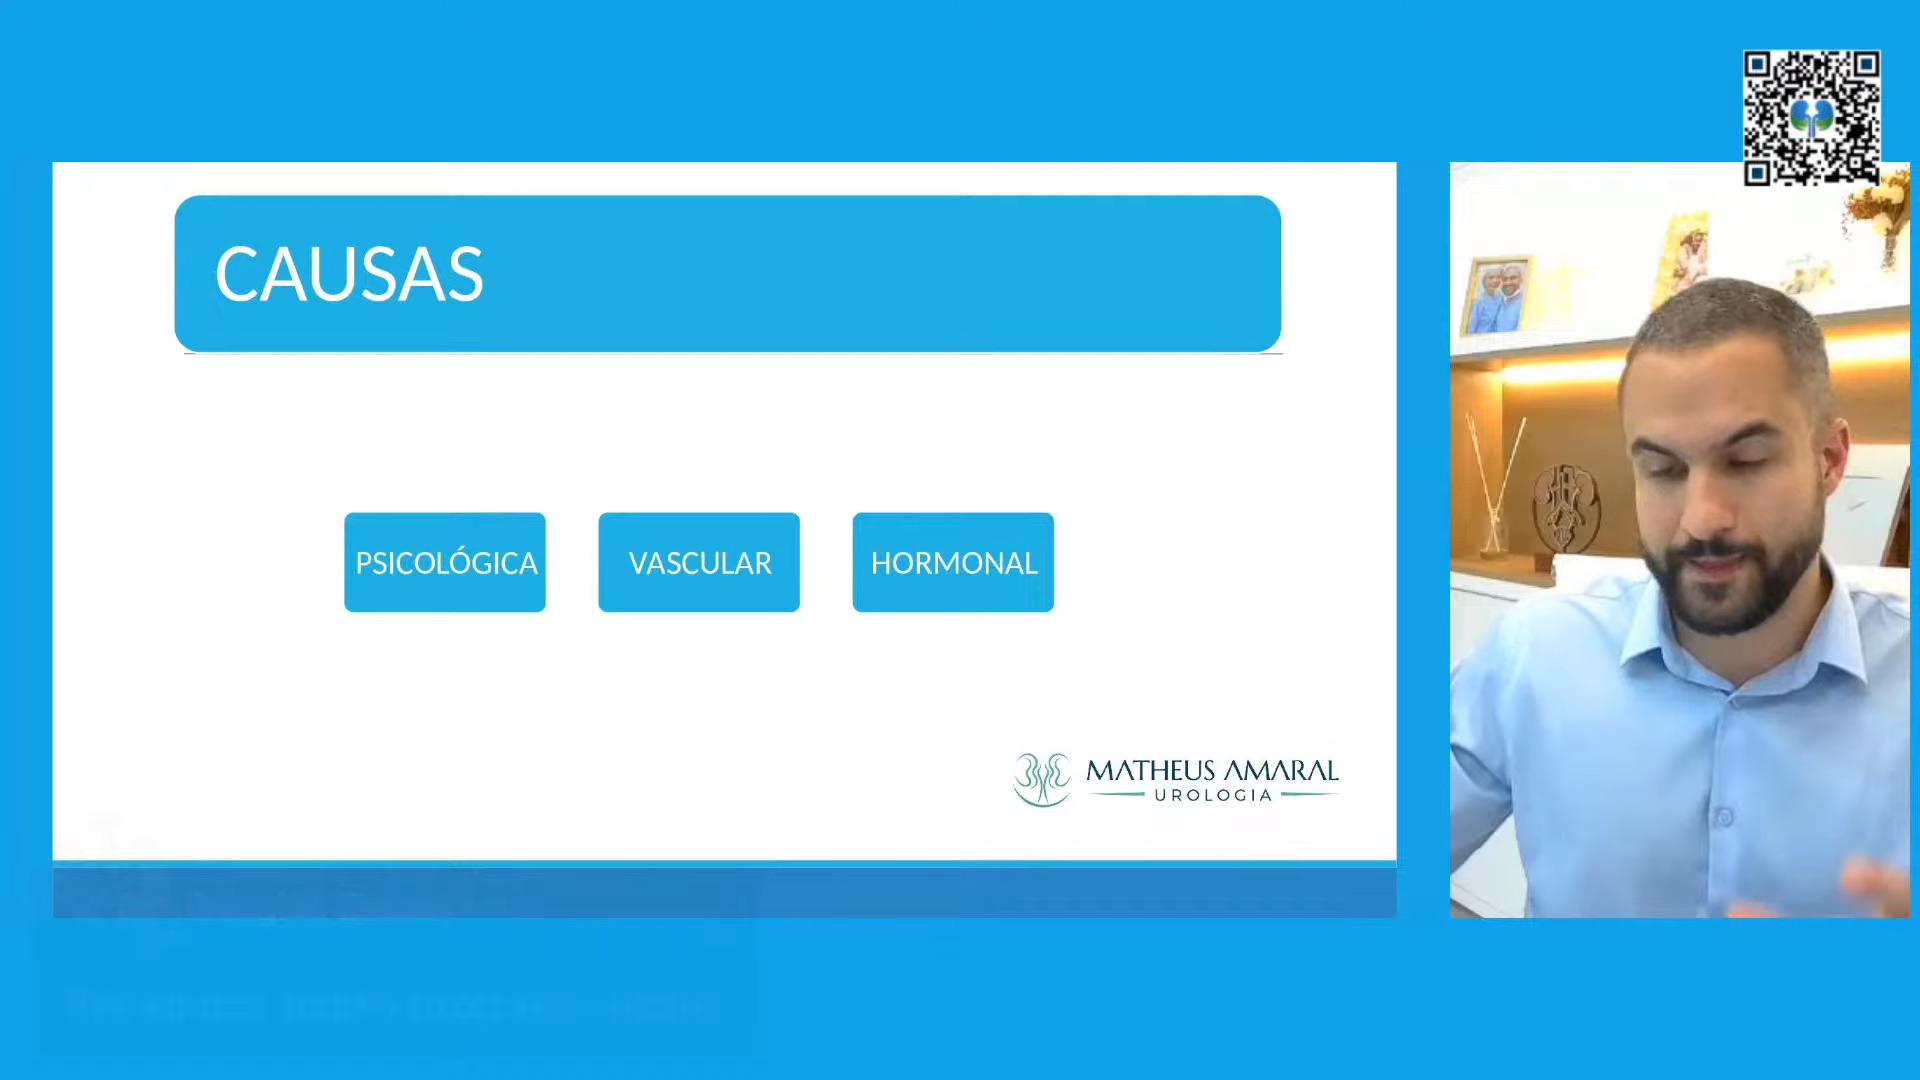 CAUSAS
PSICOLÓGICA
VASCULAR
HORMONAL
MATHEUS AMARAL
UROLOGIA